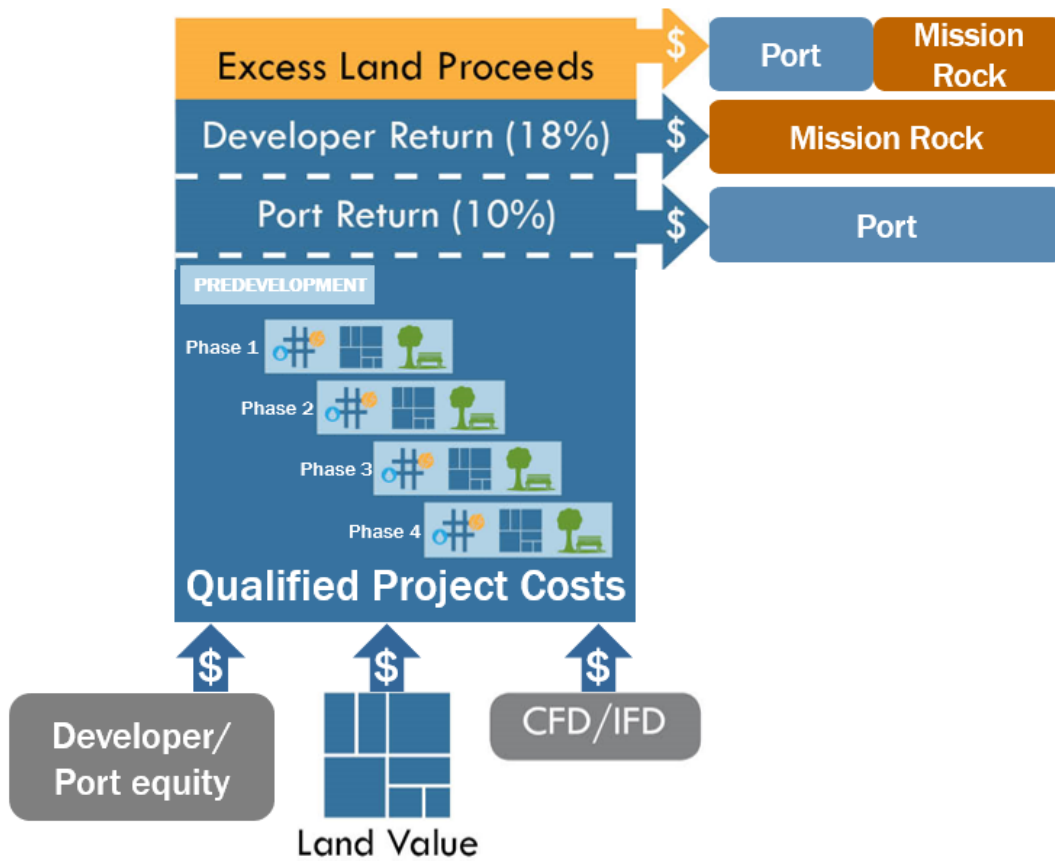 Excess Land Proceeds
$
Port
Mission
Rock
Developer Return (18%)
$
Mission Rock
Port Return (10%)
$
Port
PREDEVELOPMENT
Phase 1
Phase 2
Phase 3
Phase 4
Qualified Project Costs
$
$
$
Developer/
Port equity
CFD/IFD
Land Value